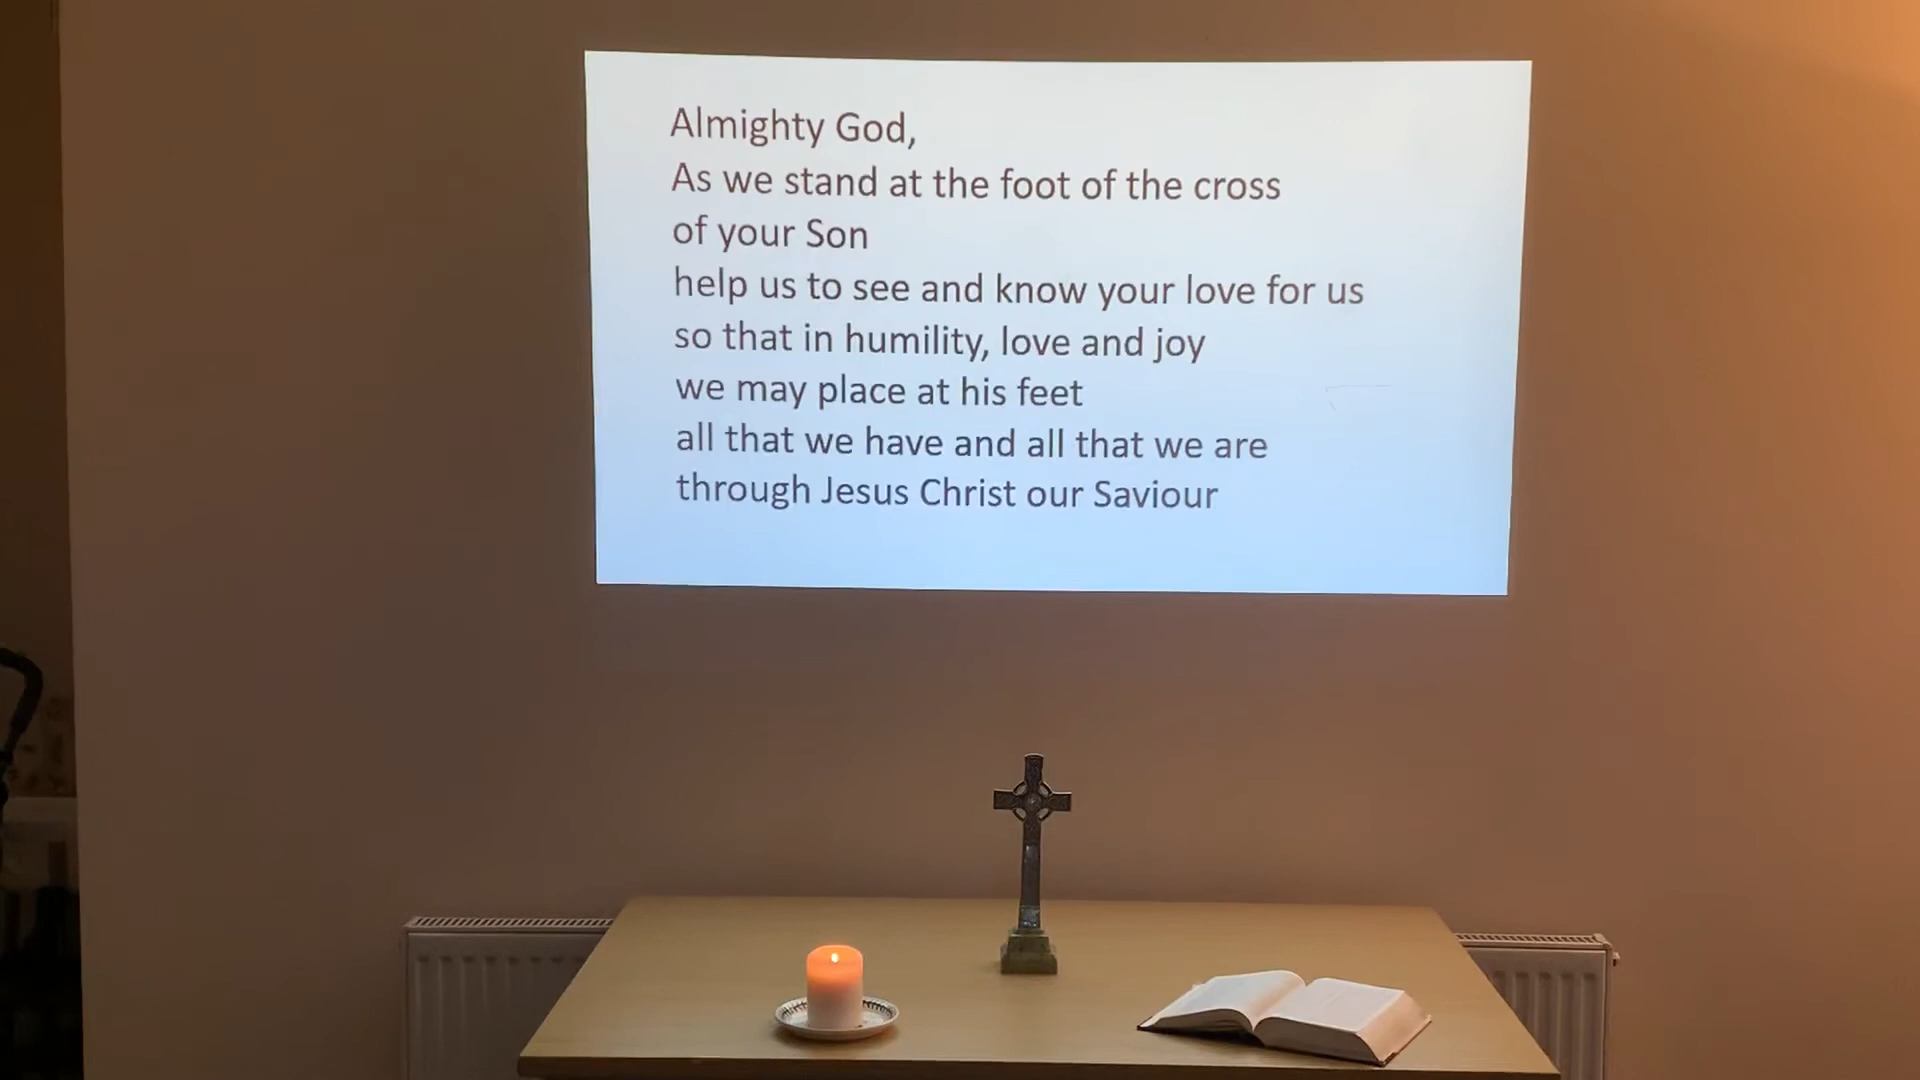 Almighty God,
As we stand at the foot of the cross
of your Son
help us to see and know your love for us
so that in humility, love and joy
we may place at his feet
all that we have and all that we are
through Jesus Christ our Saviour